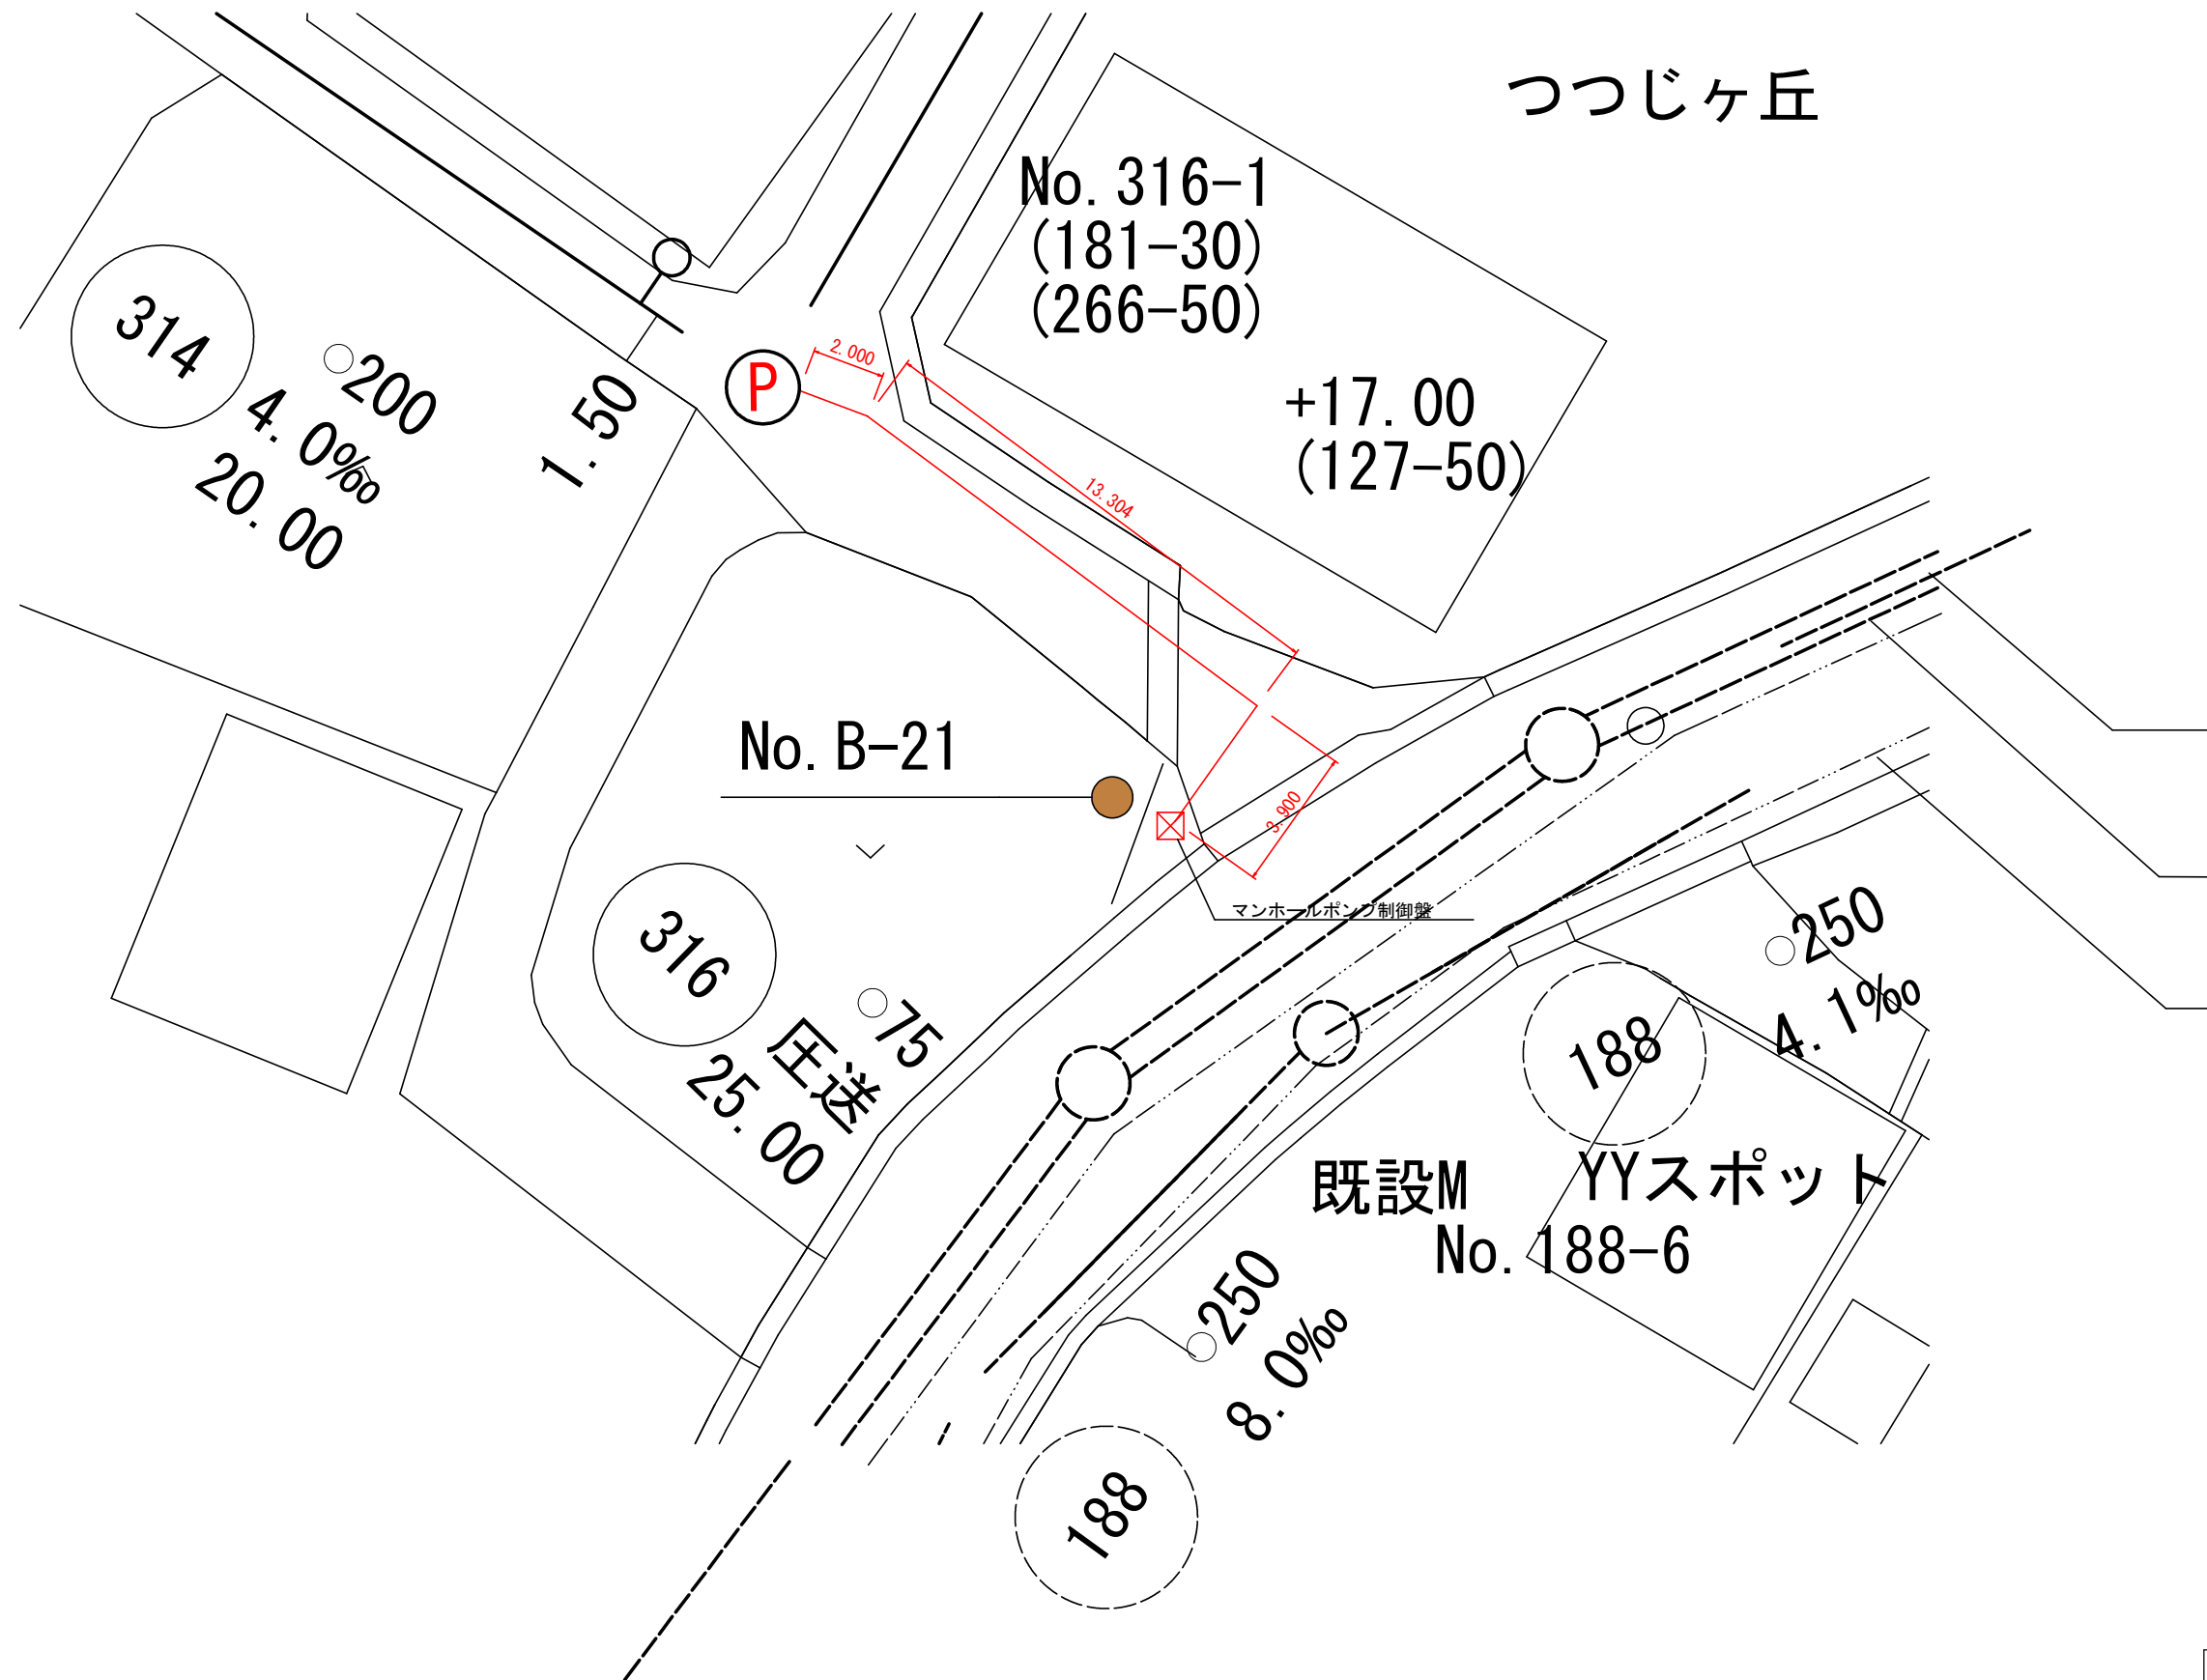 つつじヶ丘
No. 316-1
(181-30)
(266-50)
+17.00
(127-50)
314
○200
4.0‰
20.00
1.50
P
2.000
13.304
3.900
No. B-21
マンホールポンプ制御盤
316
○75
圧送
25.00
○250
4.1‰
188
既設M
No. 188-6
YYスポット
○250
8.0‰
188